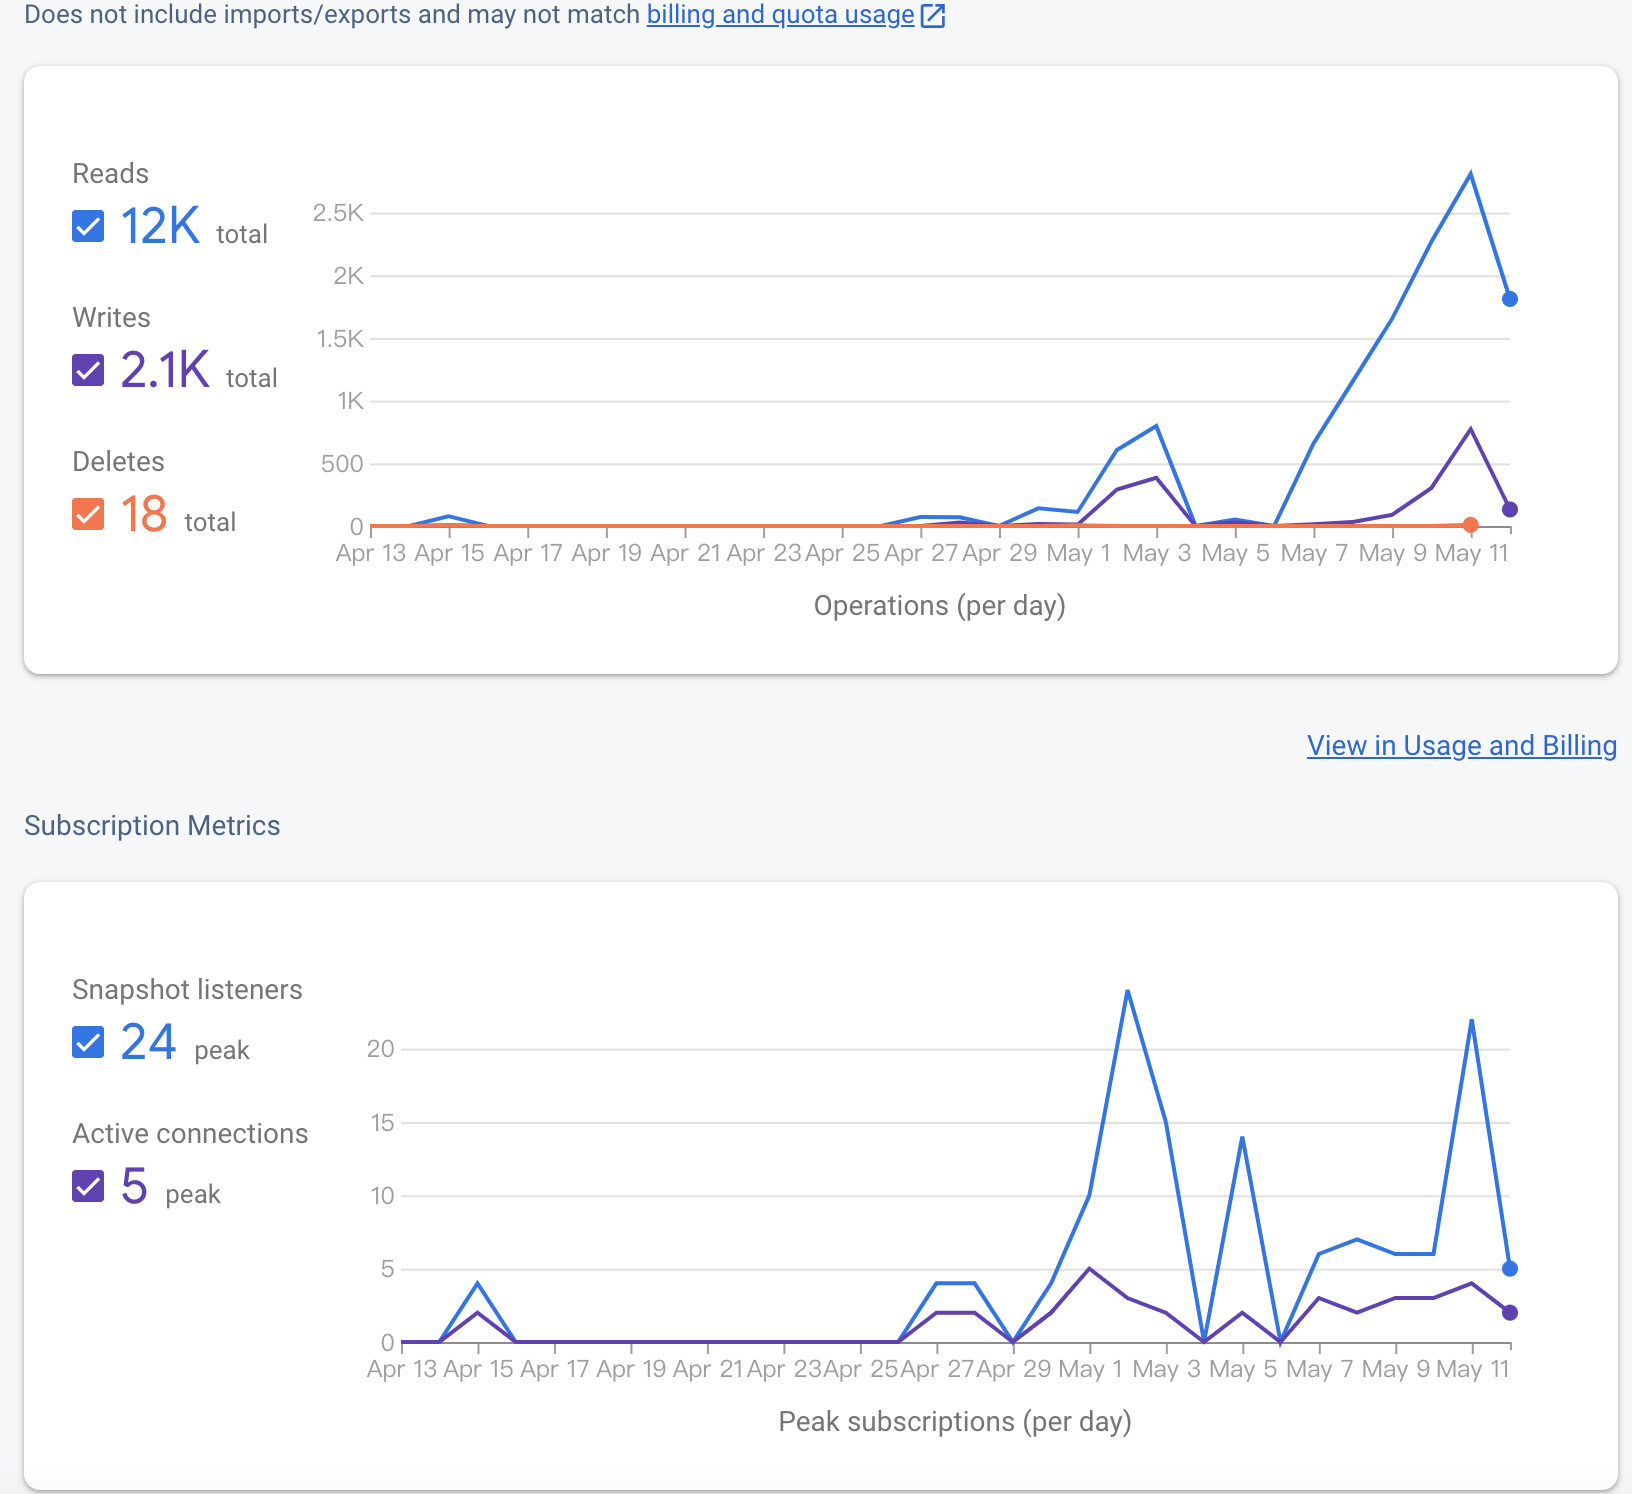 Does not include imports/exports and may not match billing and quota usage
Reads
12K total
Writes
2.1K total
Deletes
18 total
2.5K
2K
1.5K
1K
500
0
Apr 13 Apr 15 Apr 17 Apr 19 Apr 21 Apr 23 Apr 25 Apr 27 Apr 29 May 1 May 3 May 5 May 7 May 9 May 11
Operations (per day)
View in Usage and Billing
Subscription Metrics
Snapshot listeners
24 peak
Active connections
5 peak
20
15
10
5
0
Apr 13 Apr 15 Apr 17 Apr 19 Apr 21 Apr 23 Apr 25 Apr 27 Apr 29 May 1 May 3 May 5 May 7 May 9 May 11
Peak subscriptions (per day)